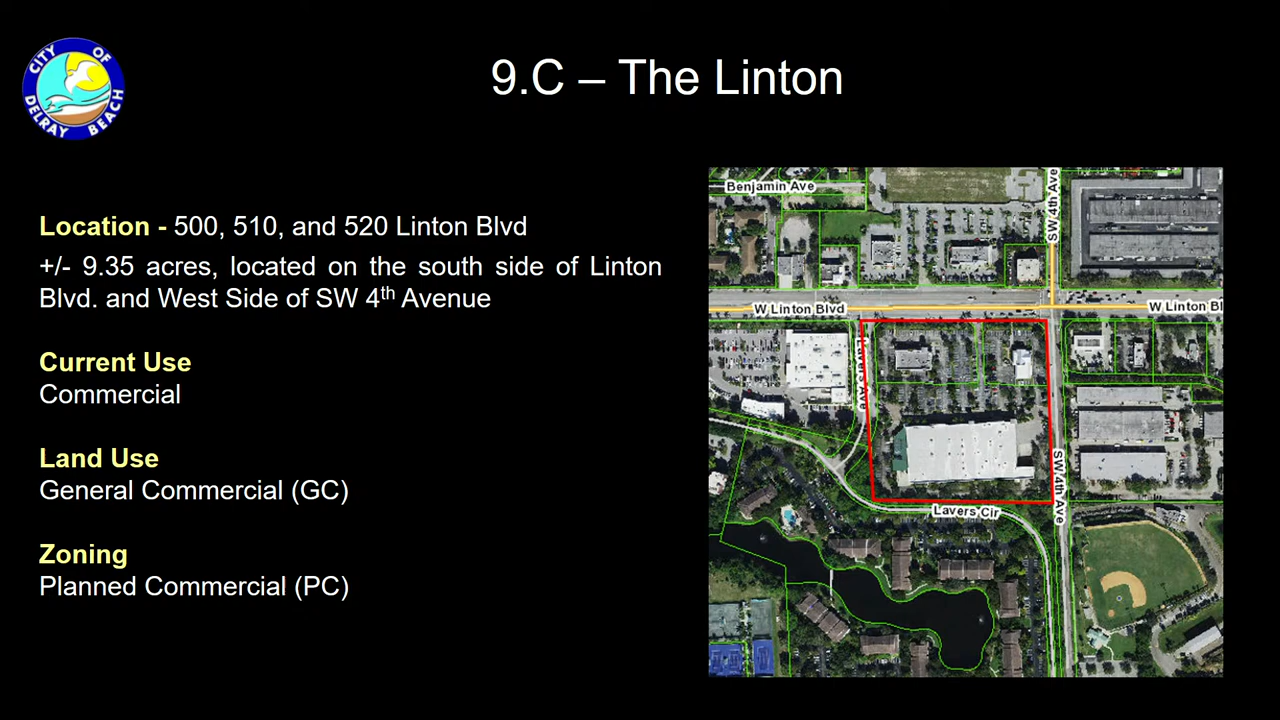 CITY OF
DELRAY BEACH
9.C – The Linton
Location - 500, 510, and 520 Linton Blvd
+/- 9.35 acres, located on the south side of Linton
Blvd. and West Side of SW 4th Avenue
Current Use
Commercial
Land Use
General Commercial (GC)
Zoning
Planned Commercial (PC)
Benjamin Ave
SW 4th Ave
W Linton Blvd
W Linton Bl
Lavers Ave
SW 4th Ave
Lavers Cir